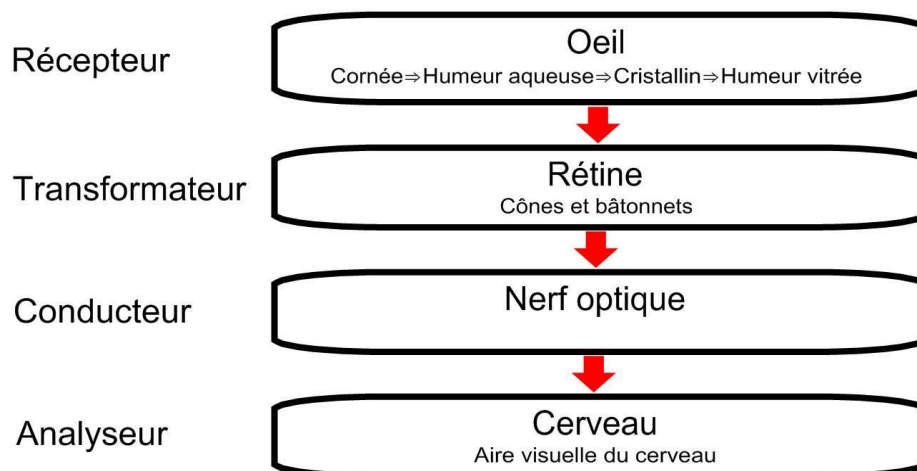 Récepteur
Oeil
Cornée⇒Humeur aqueuse⇒Cristallin⇒Humeur vitrée
Transformateur
Rétine
Cônes et bâtonnets
Conducteur
Nerf optique
Analyseur
Cerveau
Aire visuelle du cerveau